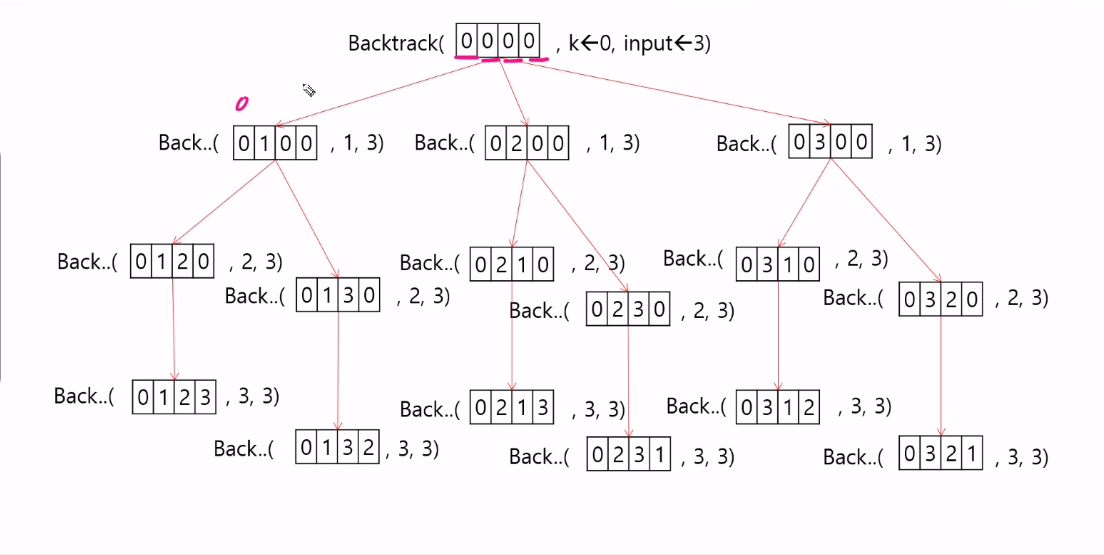 Backtrack( 0 0 0 0 , k←0, input←3)
0
Back..( 0 1 0 0 , 1, 3) Back..( 0 2 0 0 , 1, 3) Back..( 0 3 0 0 , 1, 3)
Back..( 0 1 2 0 , 2, 3) Back..( 0 2 1 0 , 2, 3) Back..( 0 3 1 0 , 2, 3)
Back..( 0 1 3 0 , 2, 3) Back..( 0 2 3 0 , 2, 3) Back..( 0 3 2 0 , 2, 3)
Back..( 0 1 2 3 , 3, 3) Back..( 0 2 1 3 , 3, 3) Back..( 0 3 1 2 , 3, 3)
Back..( 0 1 3 2 , 3, 3) Back..( 0 2 3 1 , 3, 3) Back..( 0 3 2 1 , 3, 3)